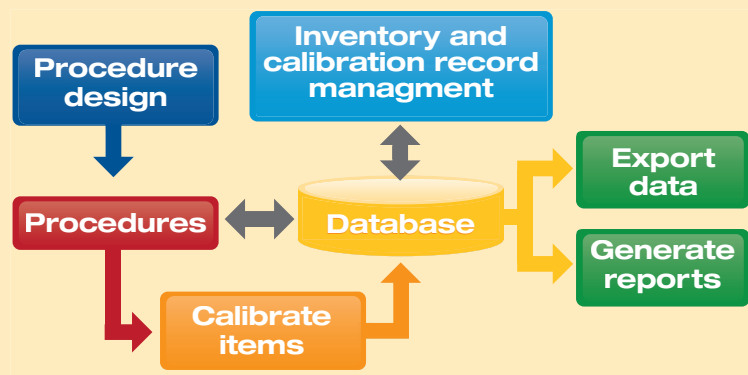 Procedure
design
Inventory and
calibration record
managment
Procedures
Database
Export
data
Generate
reports
Calibrate
items